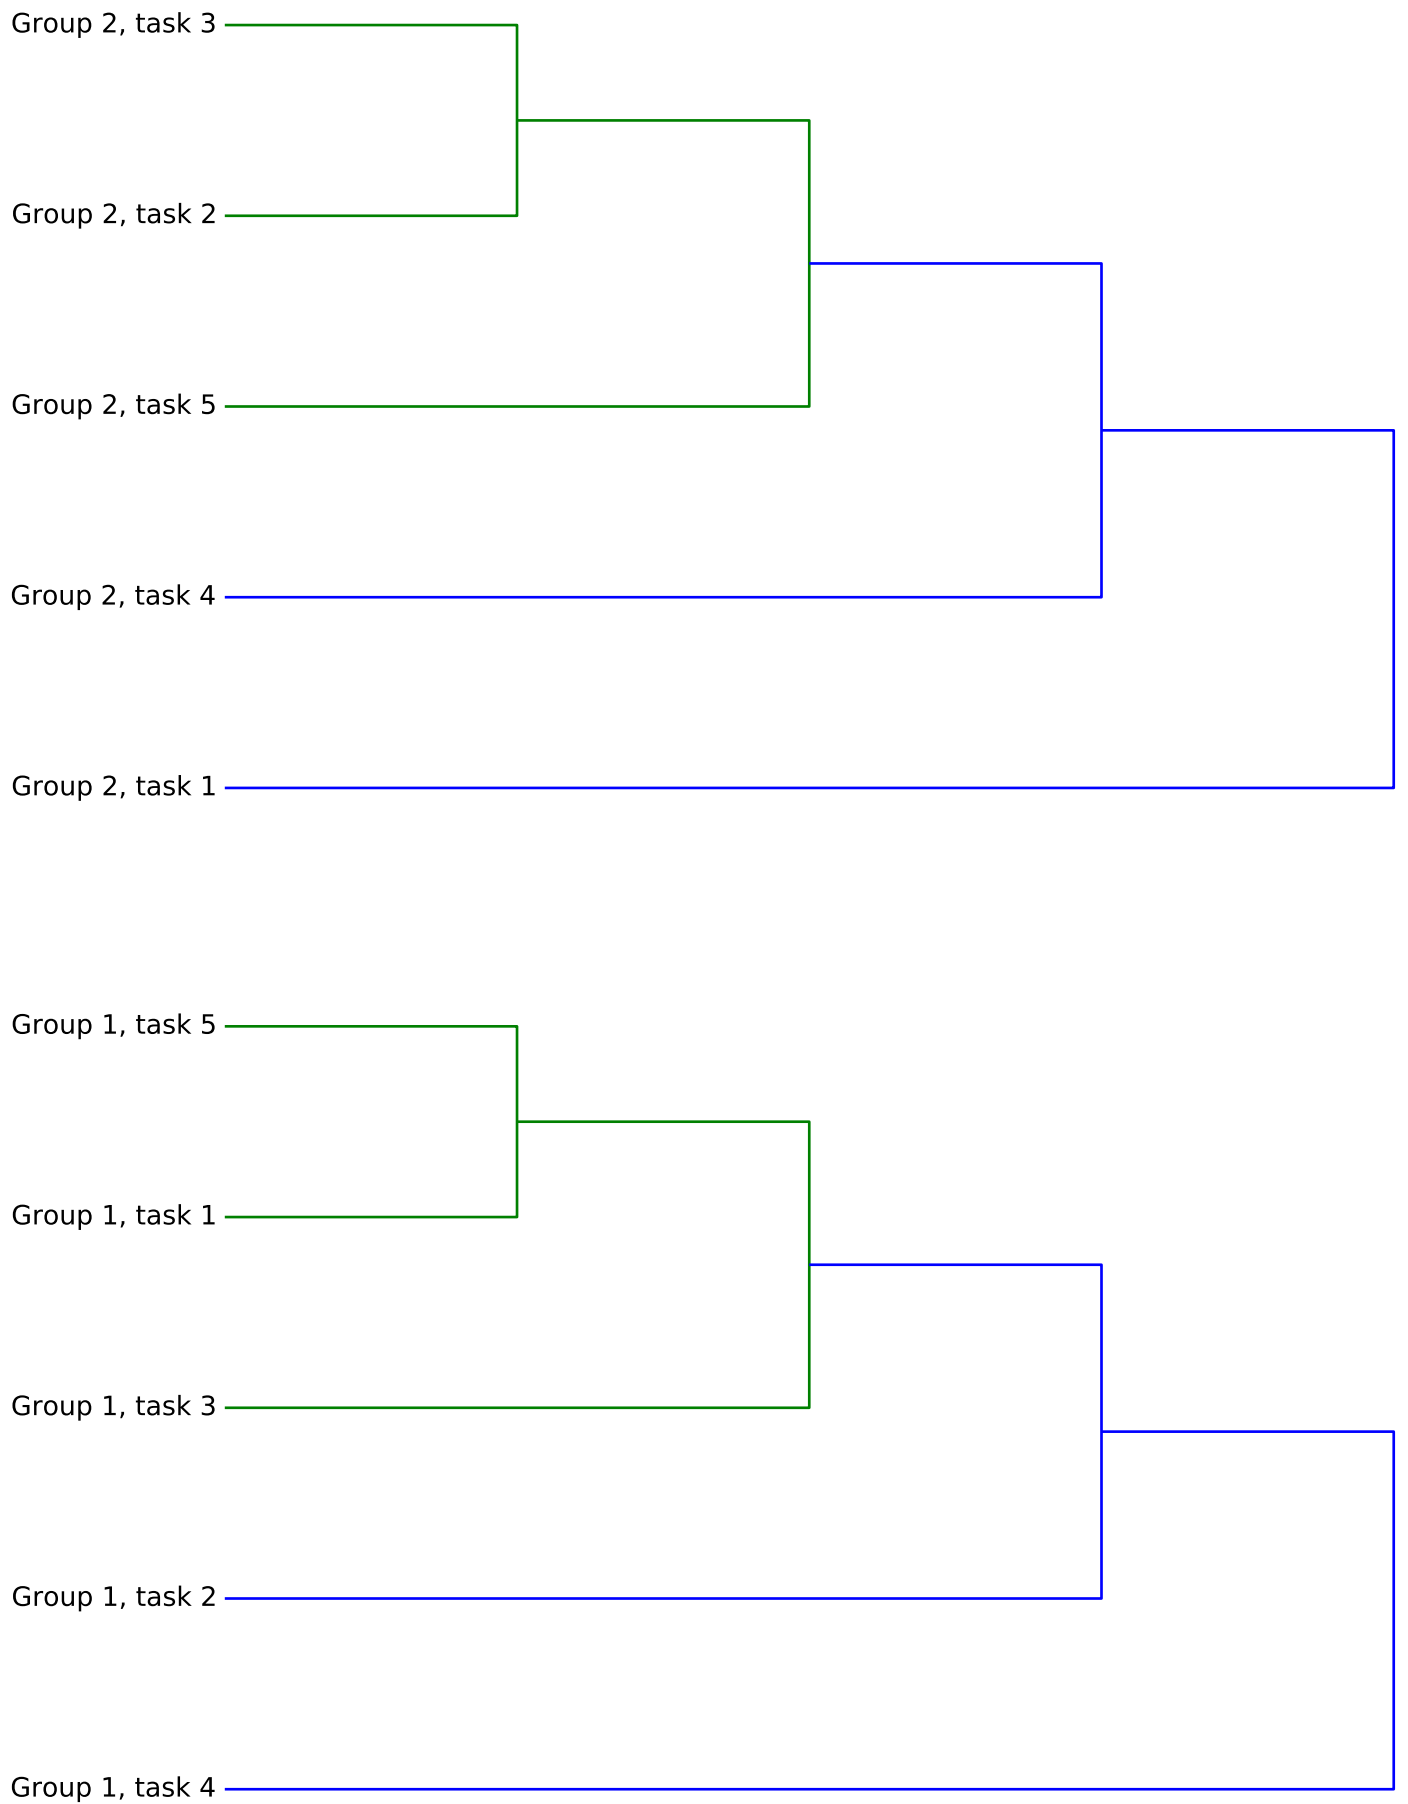 Group 2, task 3
Group 2, task 2
Group 2, task 5
Group 2, task 4
Group 2, task 1
Group 1, task 5
Group 1, task 1
Group 1, task 3
Group 1, task 2
Group 1, task 4